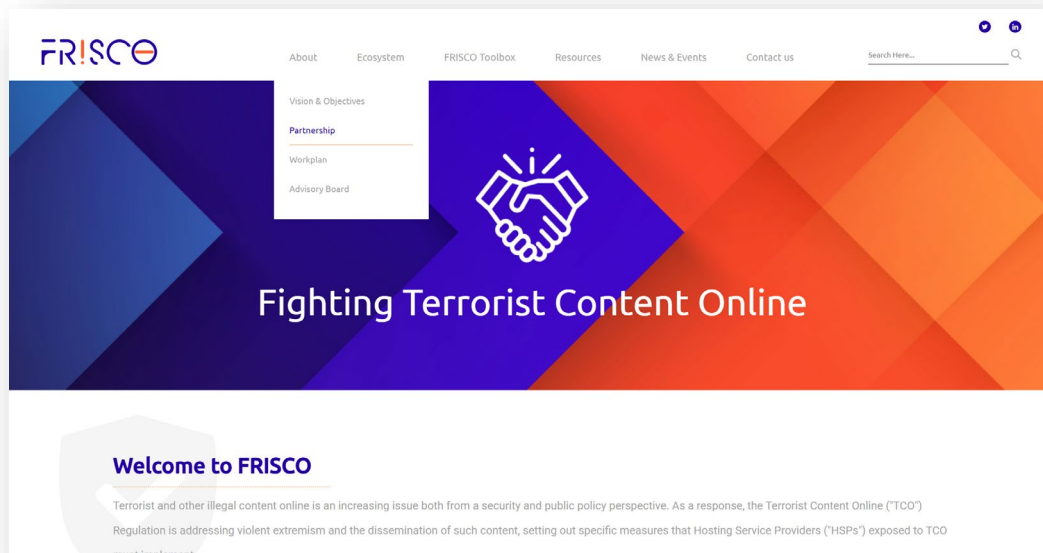 FR!SCO
About Ecosystem FRISCO Toolbox Resources News & Events Contact us Search Here...
Vision & Objectives
Partnership
Workplan
Advisory Board
Fighting Terrorist Content Online
Welcome to FRISCO
Terrorist and other illegal content online is an increasing issue both from a security and public policy perspective. As a response, the Terrorist Content Online ("TCO")
Regulation is addressing violent extremism and the dissemination of such content, setting out specific measures that Hosting Service Providers ("HSPs") exposed to TCO
must implement